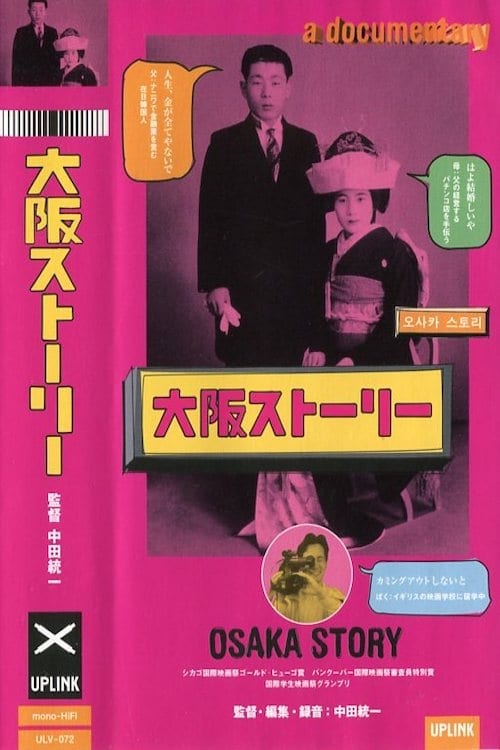 a documentary
人生、金が全てやないで
父:ナニワで金融業を営む
在日韓国人
はよ結婚しいや
母:父の経営する
パチンコ店を手伝う
오사카 스토리
大阪ストーリー
カミングアウトしないと
ぼく:イギリスの映画学校に留学中
OSAKA STORY
シカゴ国際映画祭ゴールド・ヒューゴ賞 バンクーバー国際映画祭審査員特別賞
国際学生映画祭グランプリ
監督・編集・録音:中田統一
UPLINK
大阪ストーリー
監督 中田統一
UPLINK
mono-HiFi
ULV-072